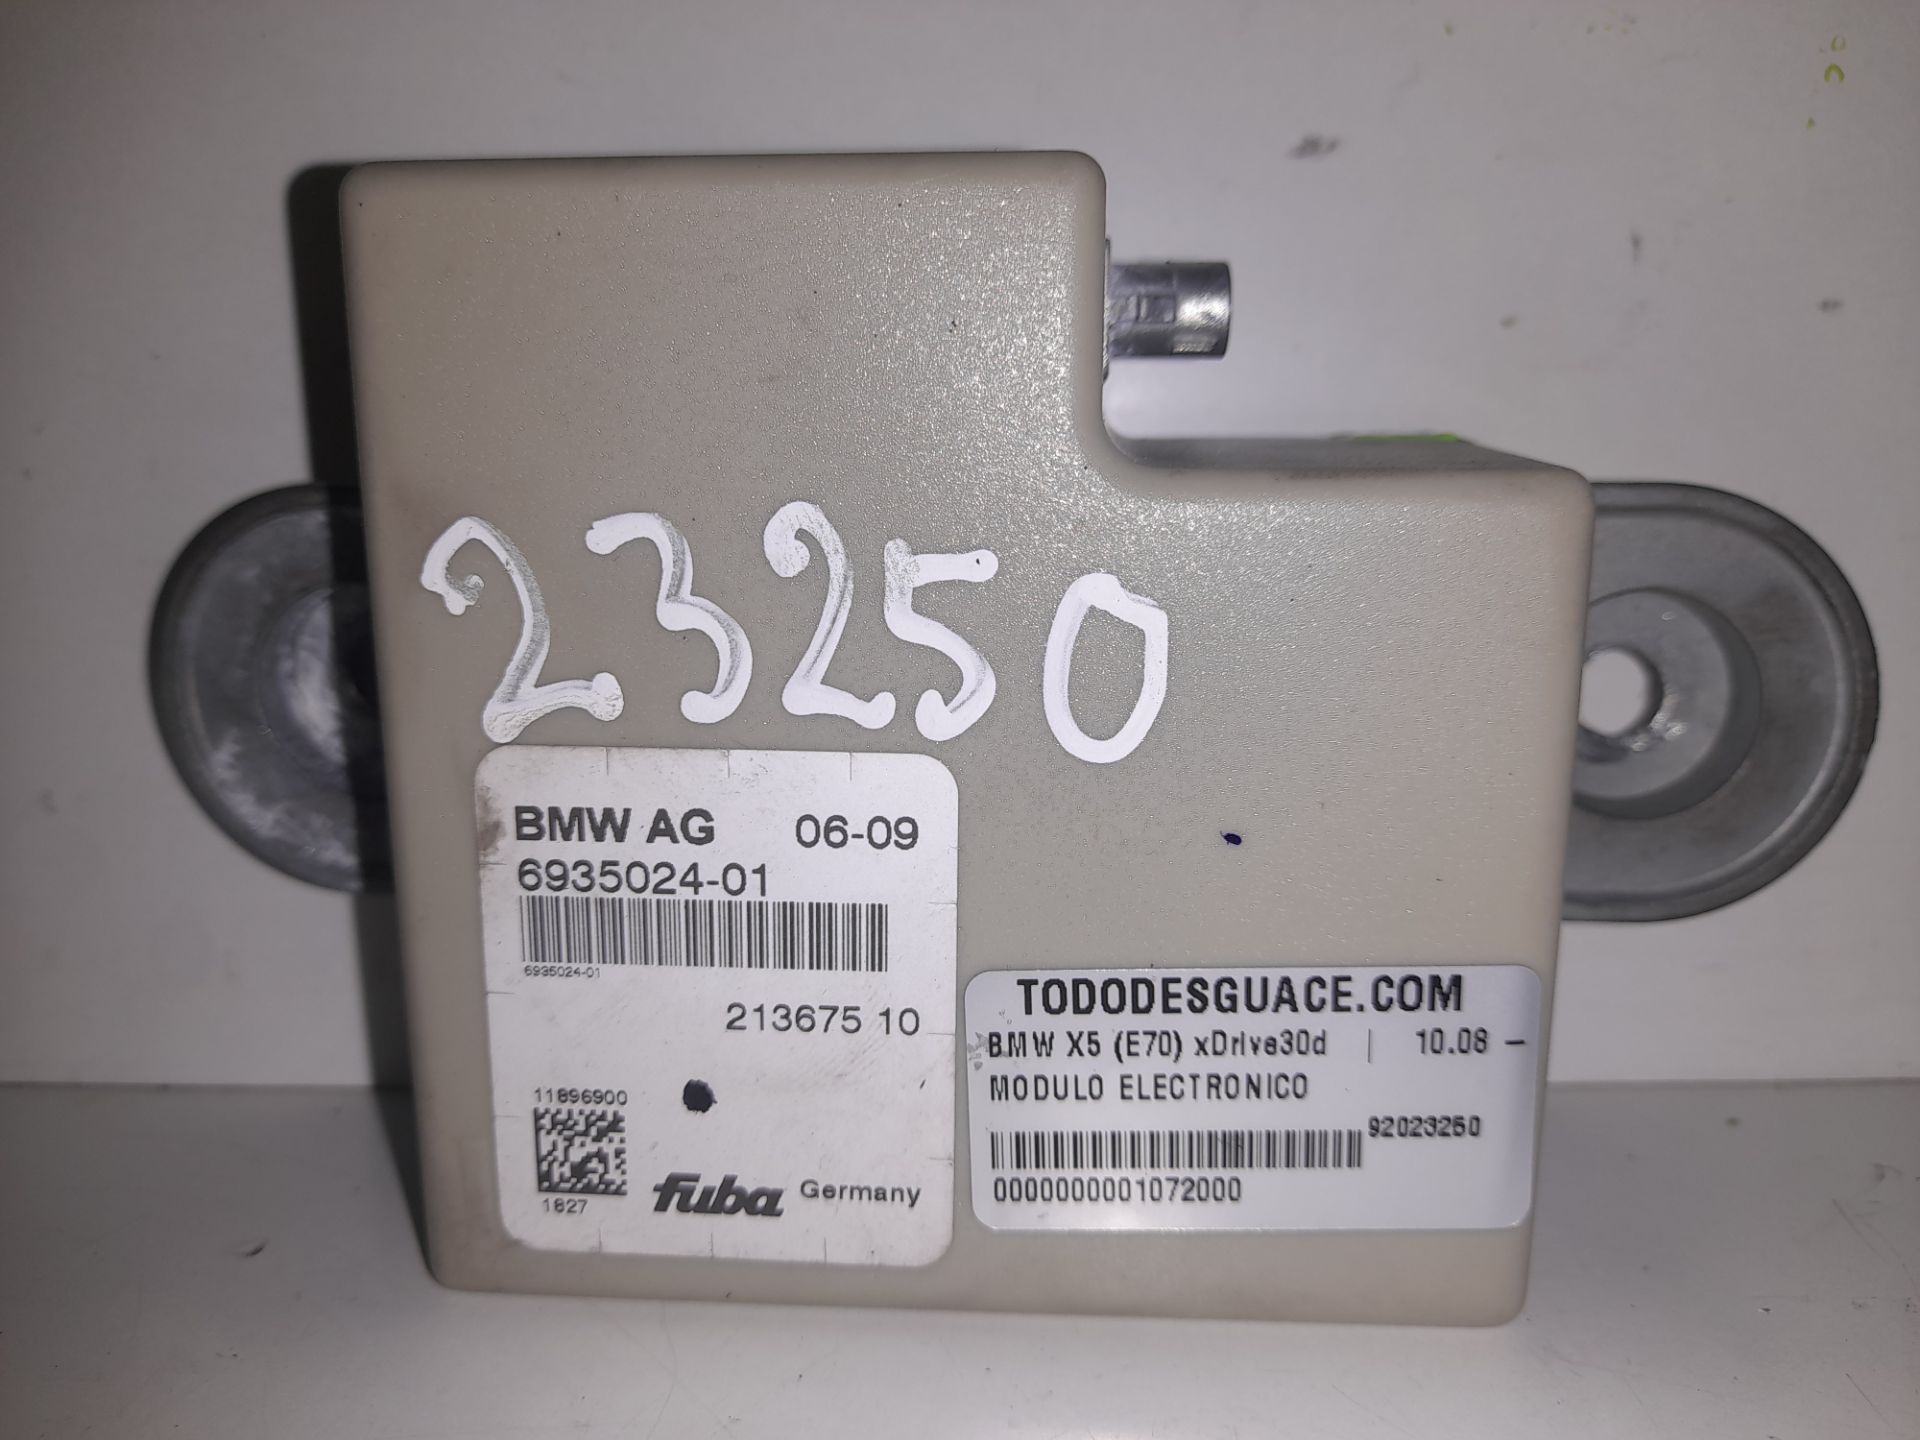 23250
BMW AG 06-09
6935024-01
6935024-01
213675 10
11896900
1827
fuba Germany
TODODESGUACE.COM
BMW X5 (E70) xDrive30d | 10.08 -
MODULO ELECTRONICO
92023250
0000000001072000